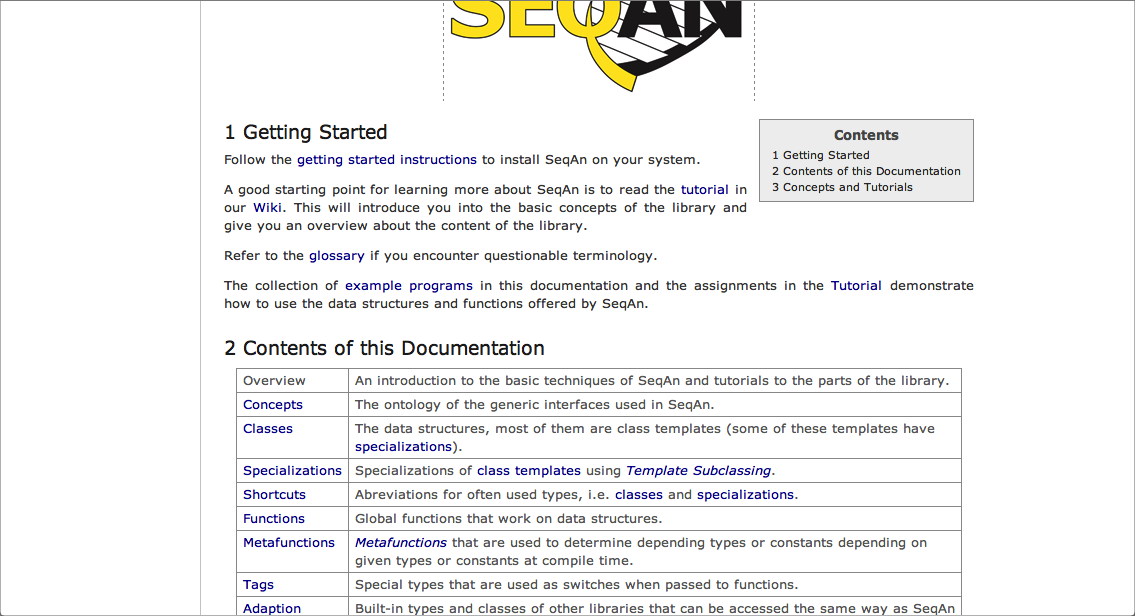 SEQAN
1 Getting Started
Follow the getting started instructions to install SeqAn on your system.
A good starting point for learning more about SeqAn is to read the tutorial in
our Wiki. This will introduce you into the basic concepts of the library and
give you an overview about the content of the library.
Refer to the glossary if you encounter questionable terminology.
The collection of example programs in this documentation and the assignments in the Tutorial demonstrate
how to use the data structures and functions offered by SeqAn.
Contents
1 Getting Started
2 Contents of this Documentation
3 Concepts and Tutorials
2 Contents of this Documentation
Overview An introduction to the basic techniques of SeqAn and tutorials to the parts of the library.
Concepts The ontology of the generic interfaces used in SeqAn.
Classes The data structures, most of them are class templates (some of these templates have
specializations).
Specializations Specializations of class templates using Template Subclassing.
Shortcuts Abreviations for often used types, i.e. classes and specializations.
Functions Global functions that work on data structures.
Metafunctions Metafunctions that are used to determine depending types or constants depending on
given types or constants at compile time.
Tags Special types that are used as switches when passed to functions.
Adaption Built-in types and classes of other libraries that can be accessed the same way as SeqAn